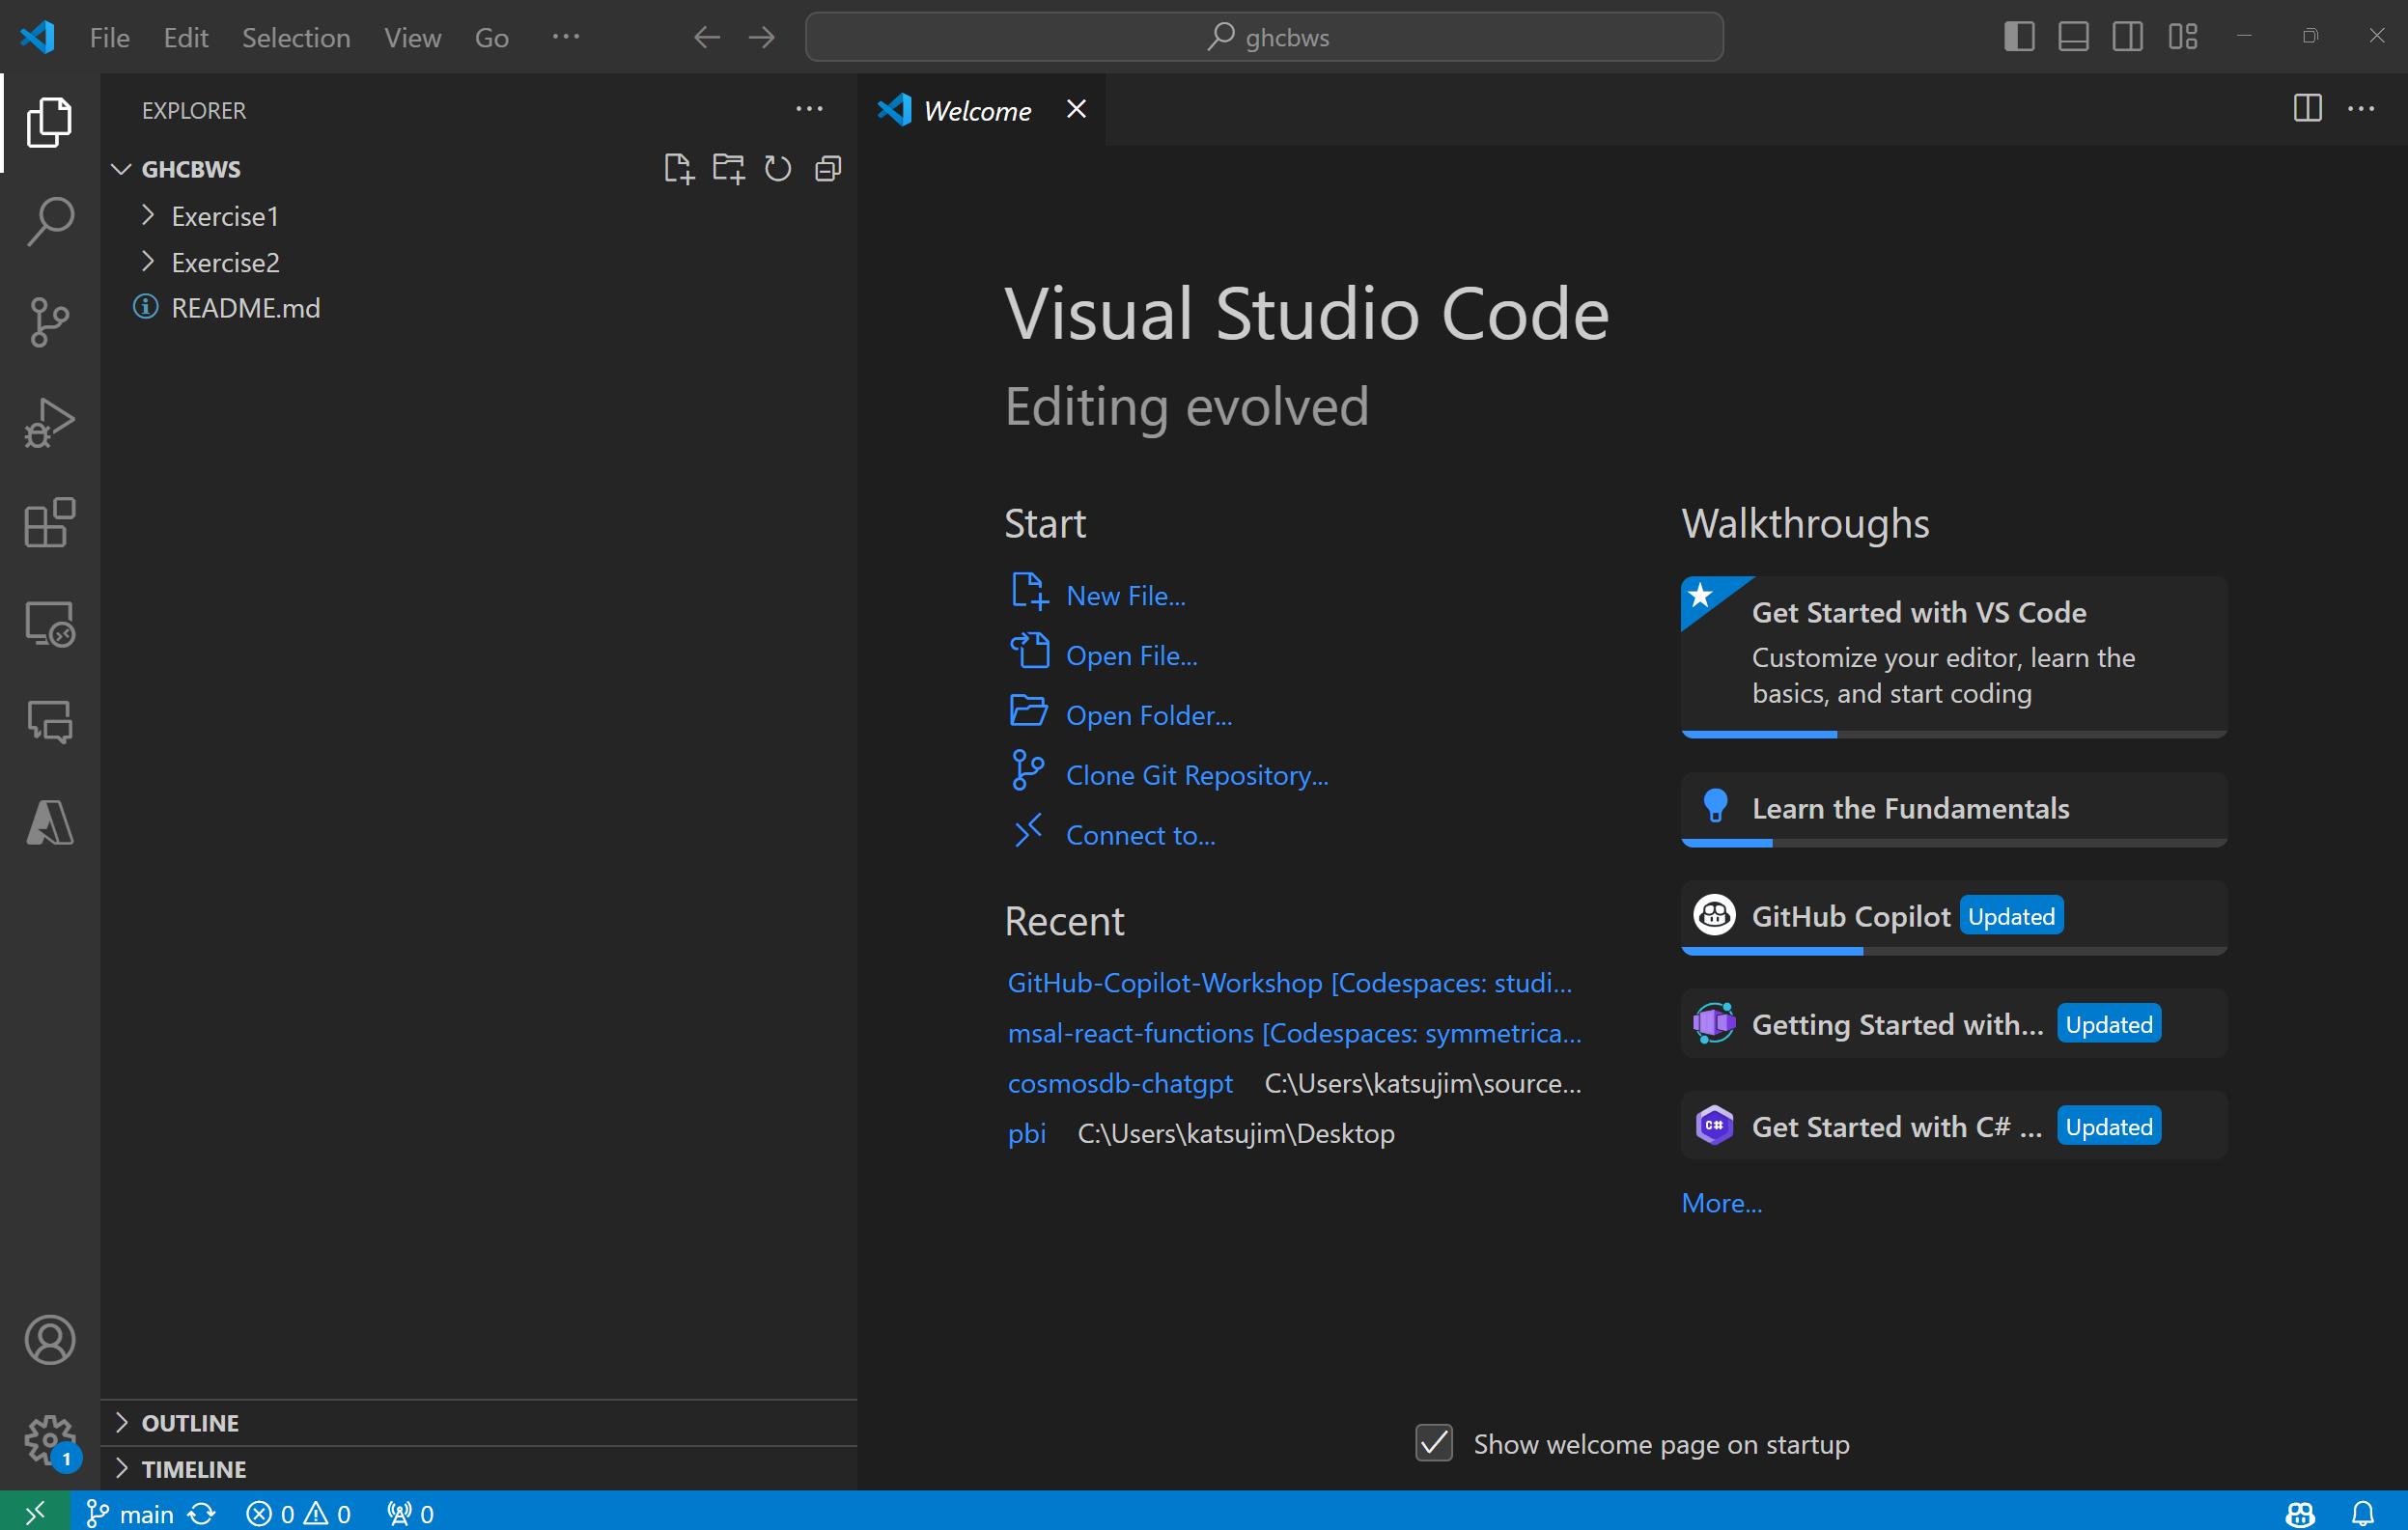 File Edit Selection View Go ···
ghcbws
EXPLORER
Welcome
GHCBWS
Exercise1
Exercise2
README.md
Visual Studio Code
Editing evolved
Start
New File...
Open File...
Open Folder...
Clone Git Repository...
Connect to...
Recent
GitHub-Copilot-Workshop [Codespaces: studi...
msal-react-functions [Codespaces: symmetrica...
cosmosdb-chatgpt C:\Users\katsujim\source...
pbi C:\Users\katsujim\Desktop
Walkthroughs
Get Started with VS Code
Customize your editor, learn the
basics, and start coding
Learn the Fundamentals
GitHub Copilot Updated
Getting Started with... Updated
C# Get Started with C# ... Updated
More...
Show welcome page on startup
OUTLINE
TIMELINE
1
main 0 0 0